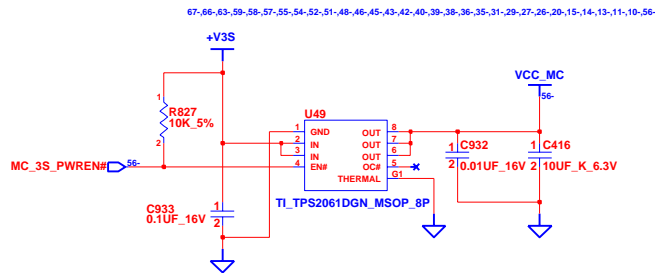 67-,66-,63-,59-,58-,57-,55-,54-,52-,51-,48-,46-,45-,43-,42-,40-,39-,38-,36-,35-,31-,29-,27-,26-,20-,15-,14-,13-,11-,10-,56-
+V3S
VCC_MC
56-
1
R827
10K_5%
2
U49
1 GND OUT 8
2 IN OUT 7
3 IN OUT 6
4 EN# OC# 5
THERMAL G1
TI_TPS2061DGN_MSOP_8P
MC_3S_PWREN# 56-
C933
0.1UF_16V
1
2
C932
0.01UF_16V
1
2
C416
10UF_K_6.3V
1
2